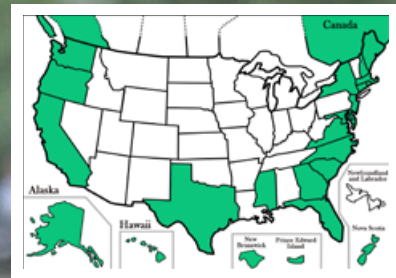 Canada
Newfoundland
and Labrador
Alaska
Hawaii
New
Brunswick
Prince Edward
Island
Nova Scotia